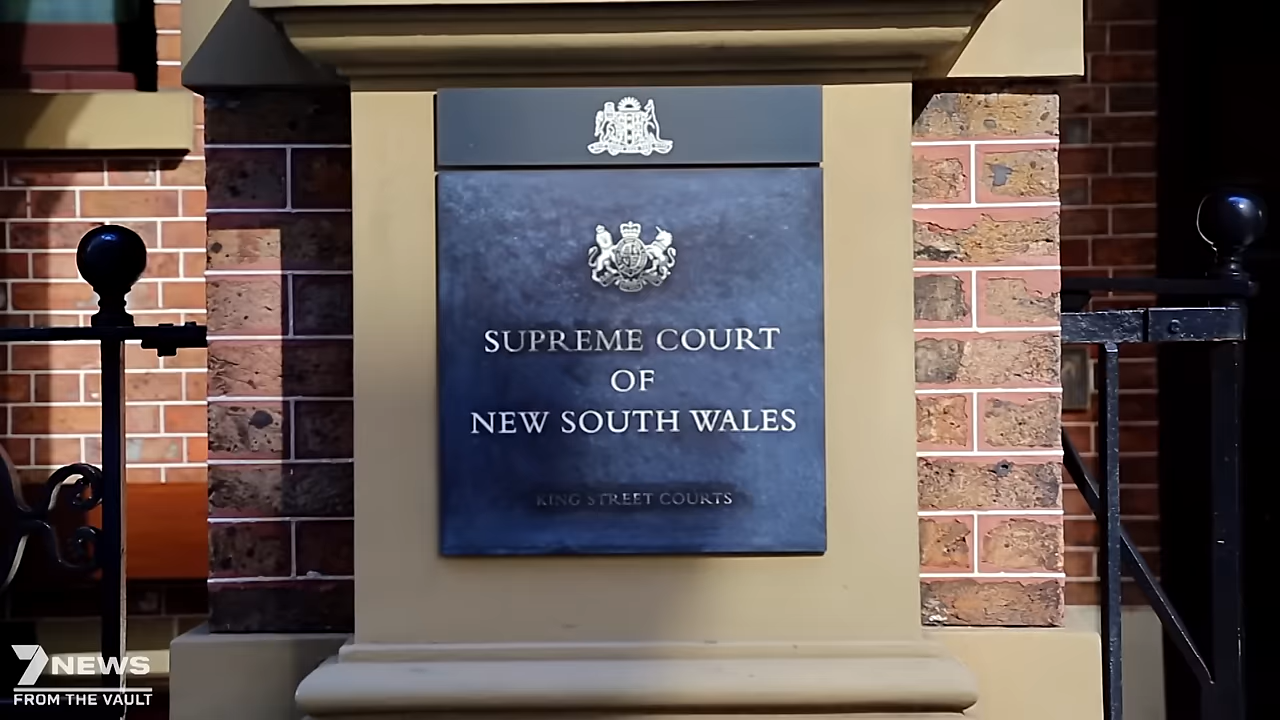 SUPREME COURT
OF
NEW SOUTH WALES
KING STREET COURTS
7NEWS
FROM THE VAULT